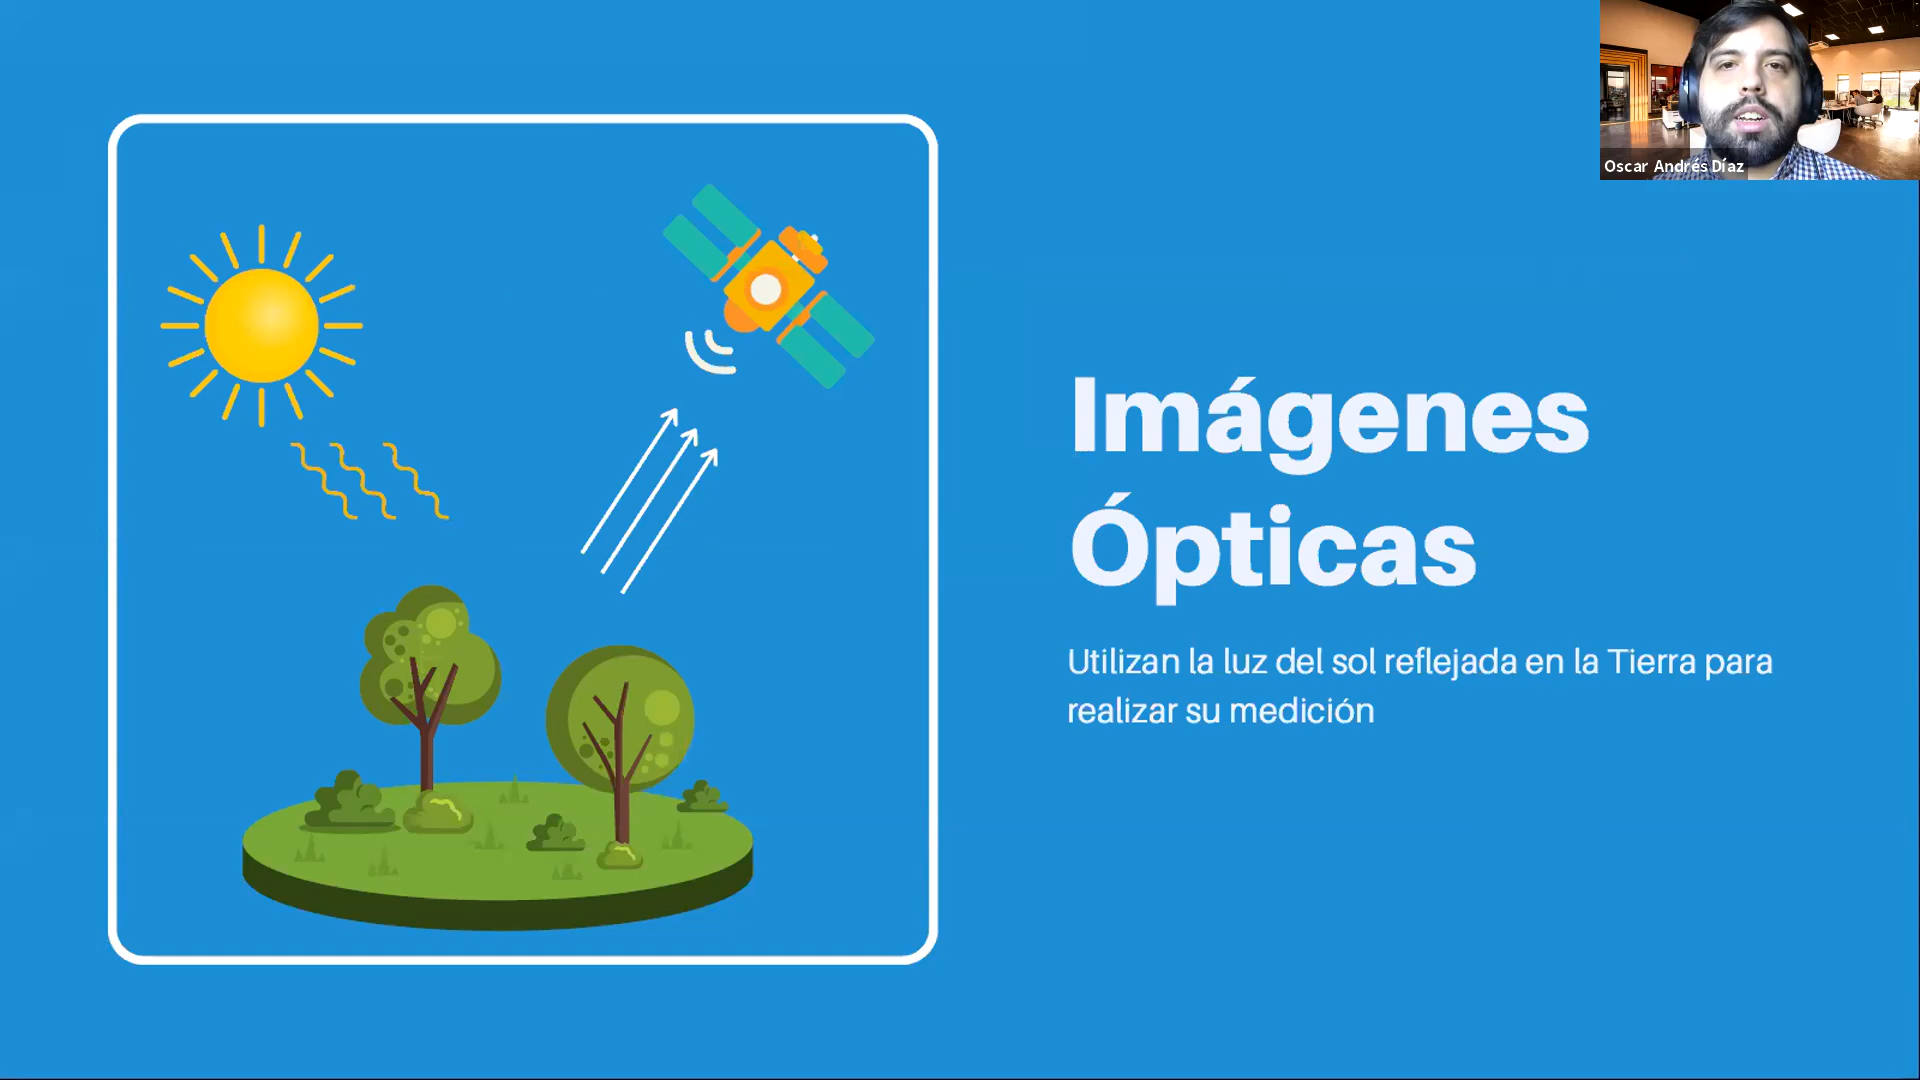 Oscar Andrés Díaz
Imágenes
Ópticas
Utilizan la luz del sol reflejada en la Tierra para
realizar su medición